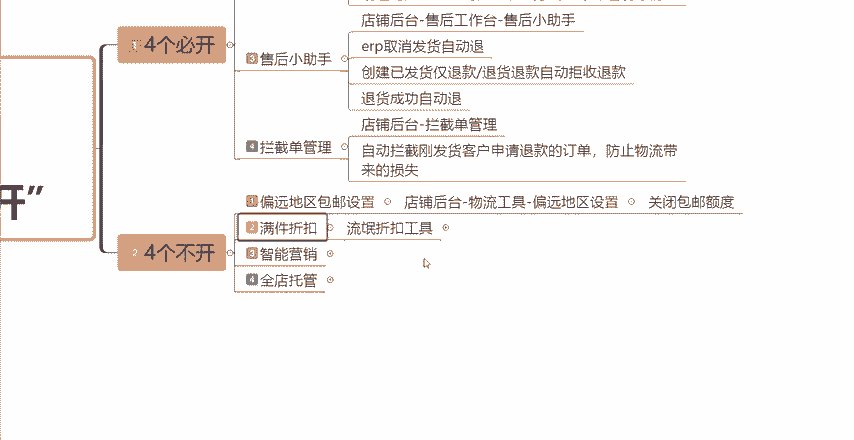 开”
1 4个必开
店铺后台-售后工作台-售后小助手
3 售后小助手
erp取消发货自动退
创建已发货仅退款/退货退款自动拒收退款
退货成功自动退
店铺后台-拦截单管理
4 拦截单管理
自动拦截刚发货客户申请退款的订单，防止物流带
来的损失
2 4个不开
1 偏远地区包邮设置
店铺后台-物流工具-偏远地区设置
关闭包邮额度
2 满件折扣
流氓折扣工具
3 智能营销
4 全店托管